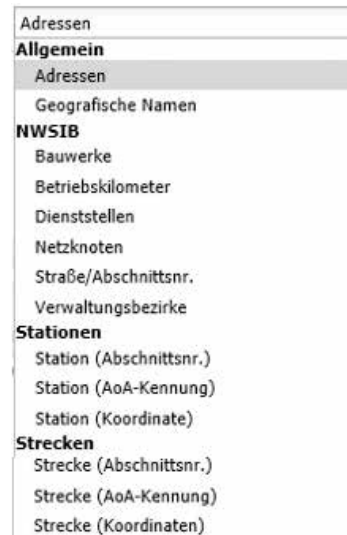 Adressen
Allgemein
Adressen
Geografische Namen
NWSIB
Bauwerke
Betriebskilometer
Dienststellen
Netzknoten
Straße/Abschnittsnr.
Verwaltungsbezirke
Stationen
Station (Abschnittsnr.)
Station (AoA-Kennung)
Station (Koordinate)
Strecken
Strecke (Abschnittsnr.)
Strecke (AoA-Kennung)
Strecke (Koordinaten)